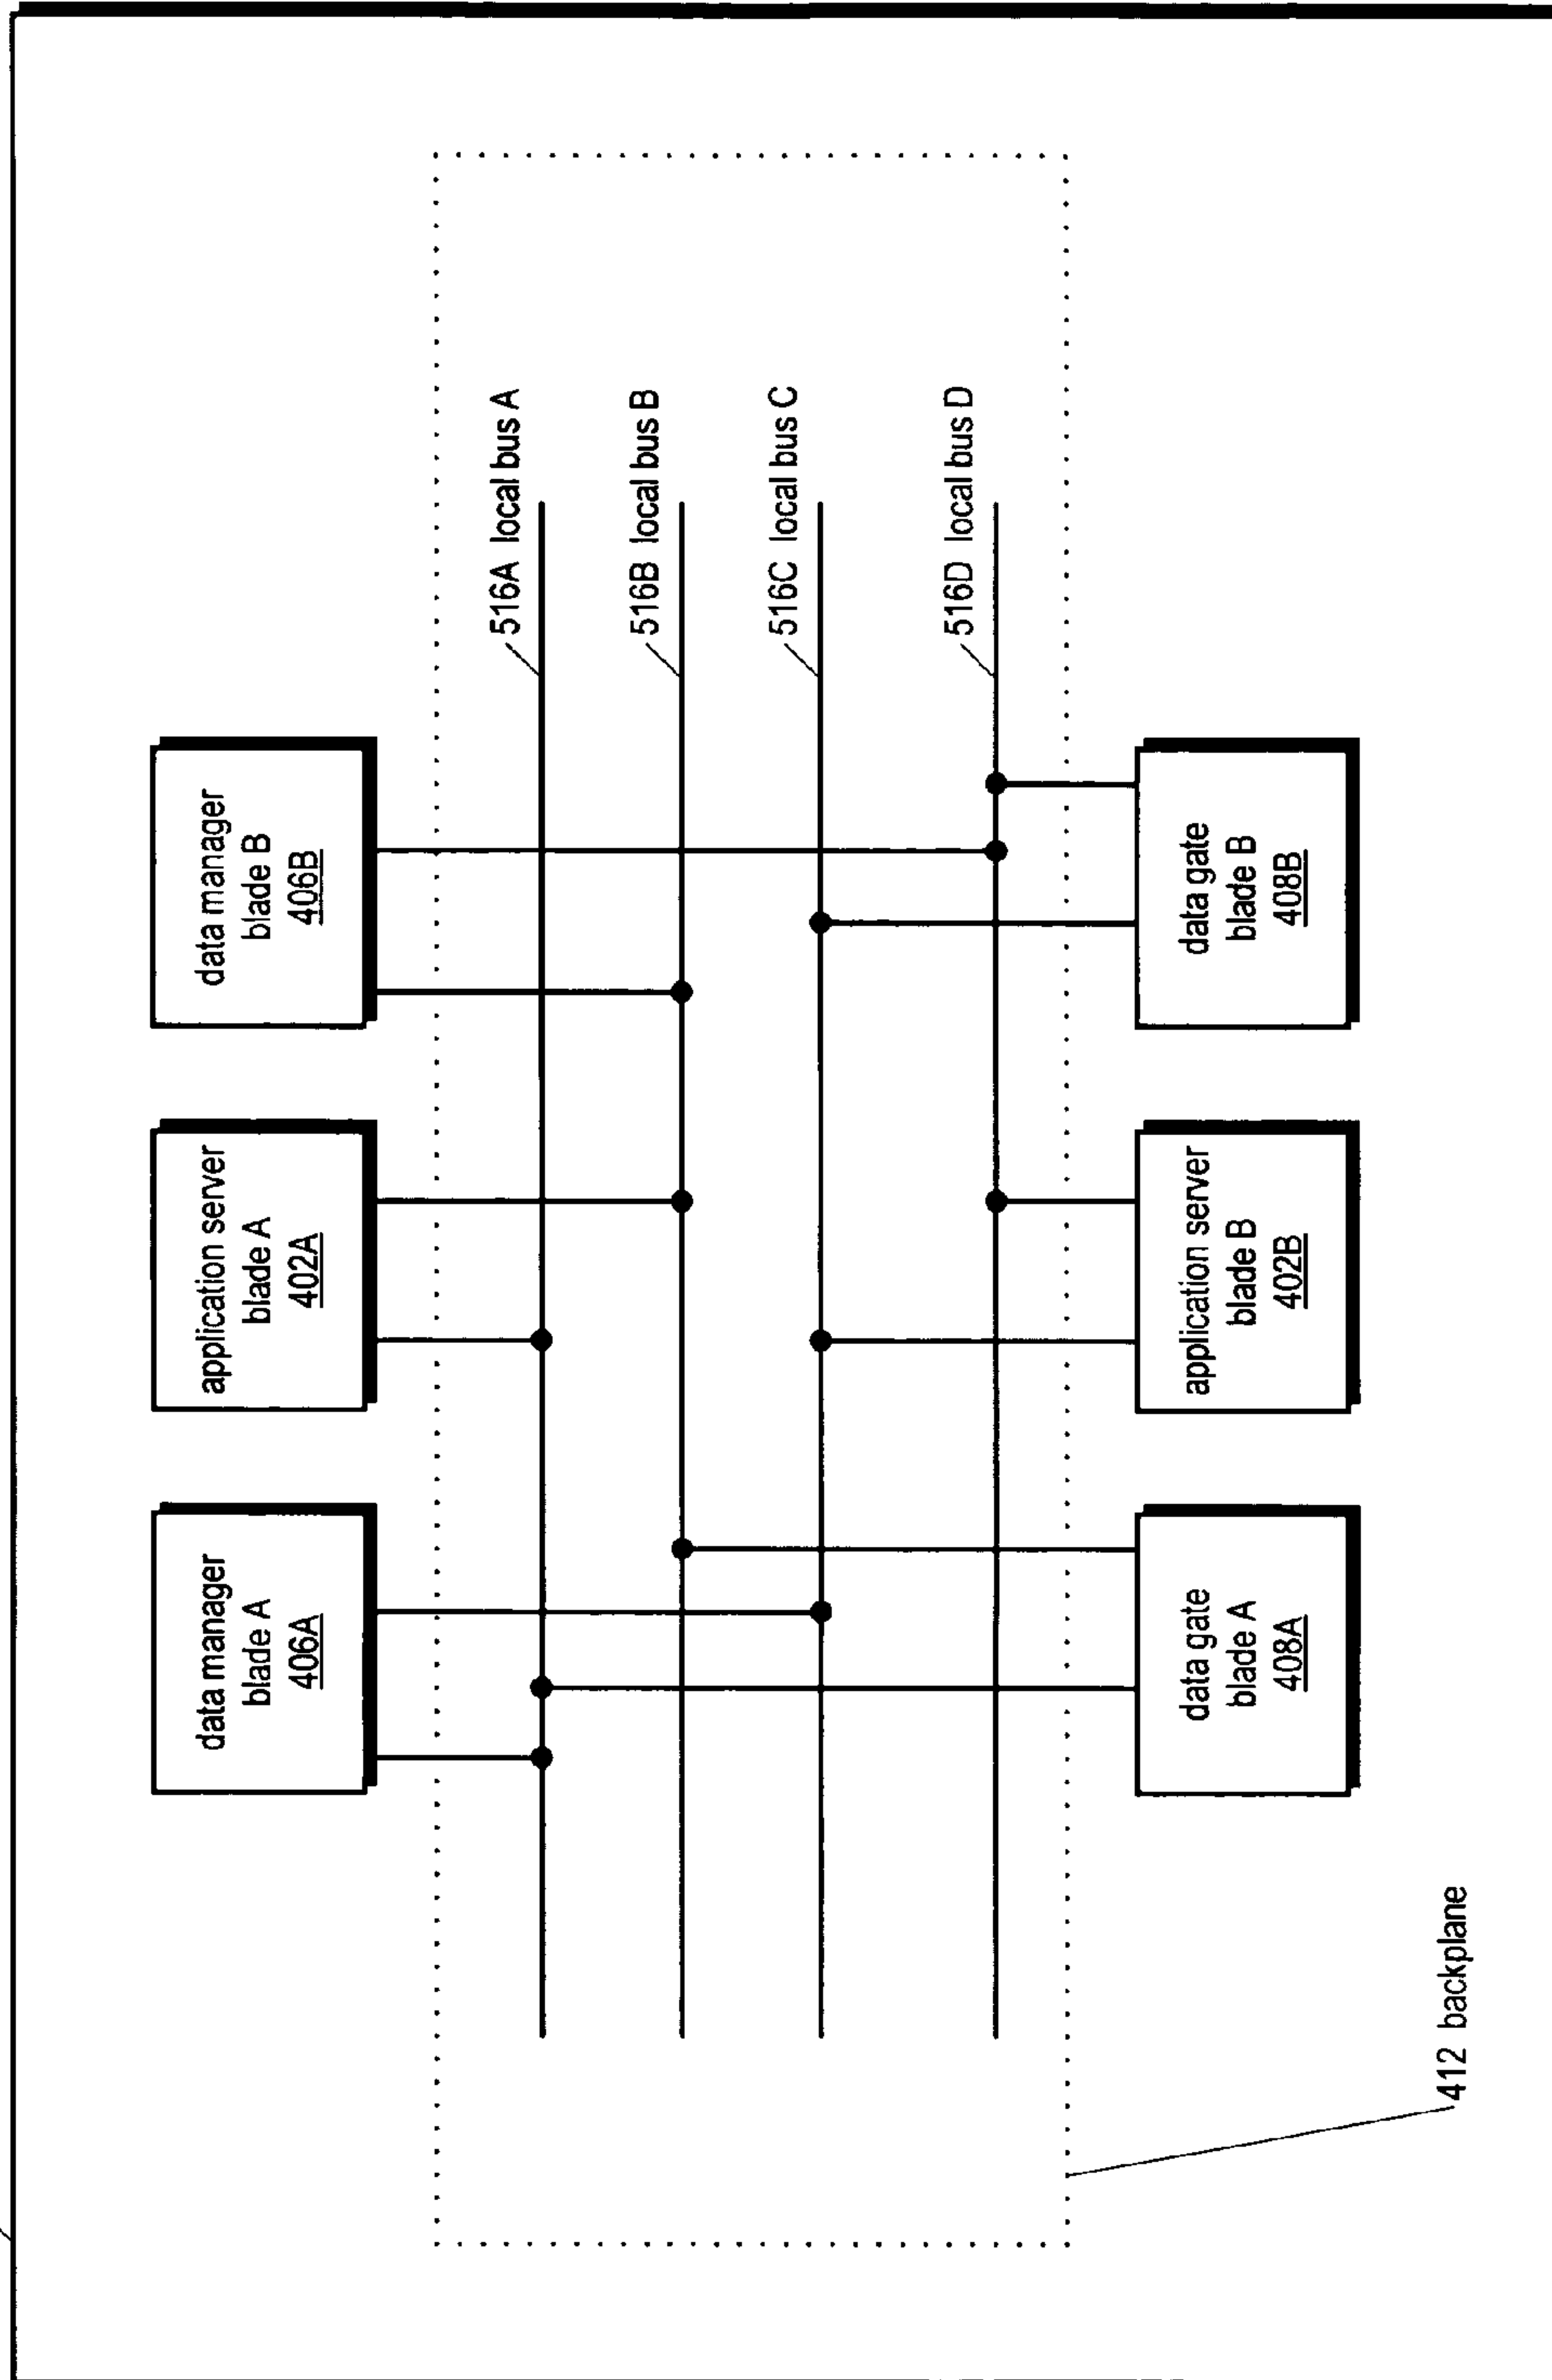 data manager
blade A
406A
application server
blade A
402A
data manager
blade B
406B
516A local bus A
516B local bus B
516C local bus C
516D local bus D
data gate
blade A
408A
application server
blade B
402B
data gate
blade B
408B
412 backplane